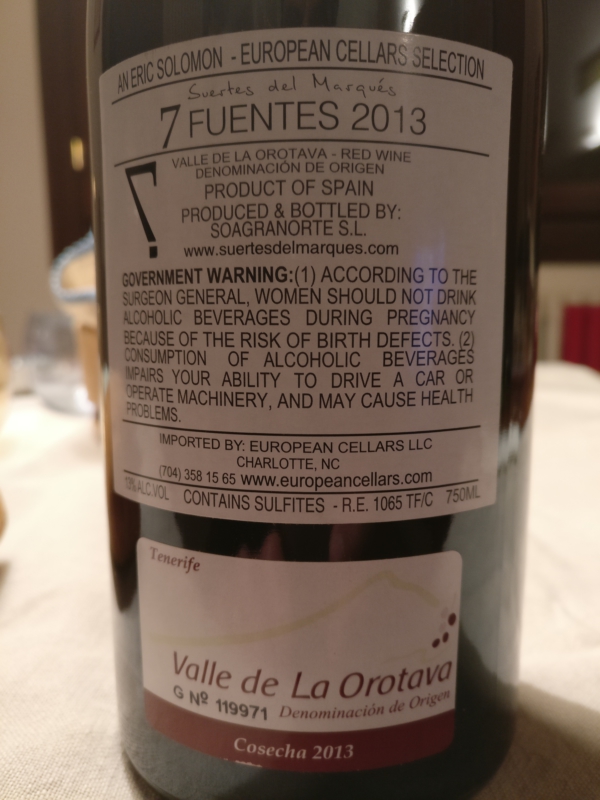 AN ERIC SOLOMON - EUROPEAN CELLARS SELECTION
Suertes del Marqués
7 FUENTES 2013
VALLE DE LA OROTAVA - RED WINE
DENOMINACIÓN DE ORIGEN
PRODUCT OF SPAIN
PRODUCED & BOTTLED BY:
SOAGRANORTE S.L.
www.suertesdelmarques.com
7
GOVERNMENT WARNING:(1) ACCORDING TO THE
SURGEON GENERAL, WOMEN SHOULD NOT DRINK
ALCOHOLIC BEVERAGES DURING PREGNANCY
BECAUSE OF THE RISK OF BIRTH DEFECTS. (2)
CONSUMPTION OF ALCOHOLIC BEVERAGES
IMPAIRS YOUR ABILITY TO DRIVE A CAR OR
OPERATE MACHINERY, AND MAY CAUSE HEALTH
PROBLEMS.
IMPORTED BY: EUROPEAN CELLARS LLC
CHARLOTTE, NC
(704) 358 15 65 www.europeancellars.com
13% ALC.VOL CONTAINS SULFITES - R.E. 1065 TF/C 750ML
Tenerife
Valle de La Orotava
G Nº 119971 Denominación de Origen
Cosecha 2013